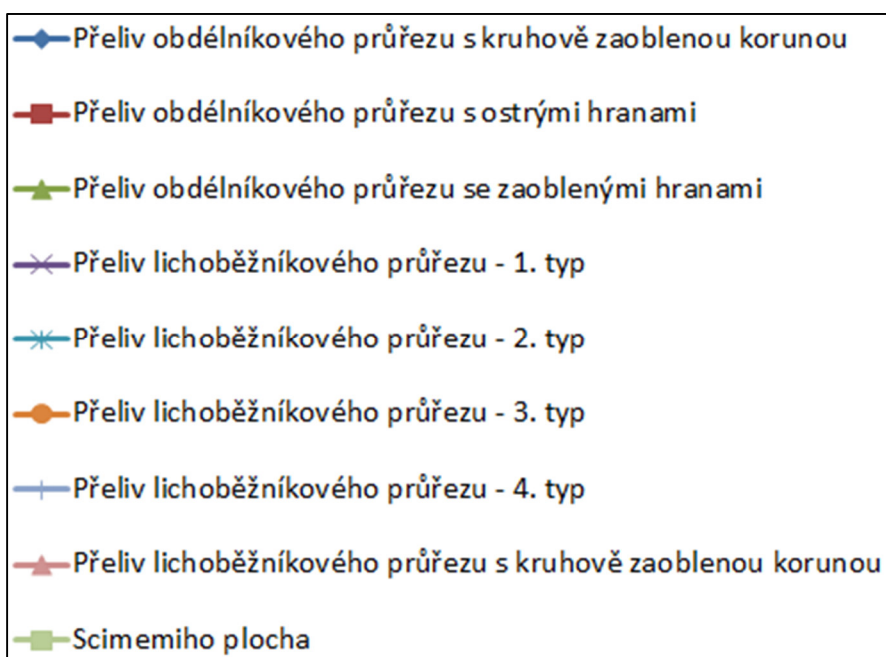 Přeliv obdélníkového průřezu s kruhově zaoblenou korunou
Přeliv obdélníkového průřezu s ostrými hranami
Přeliv obdélníkového průřezu se zaoblenými hranami
Přeliv lichoběžníkového průřezu - 1. typ
Přeliv lichoběžníkového průřezu - 2. typ
Přeliv lichoběžníkového průřezu - 3. typ
Přeliv lichoběžníkového průřezu - 4. typ
Přeliv lichoběžníkového průřezu s kruhově zaoblenou korunou
Scimemiho plocha